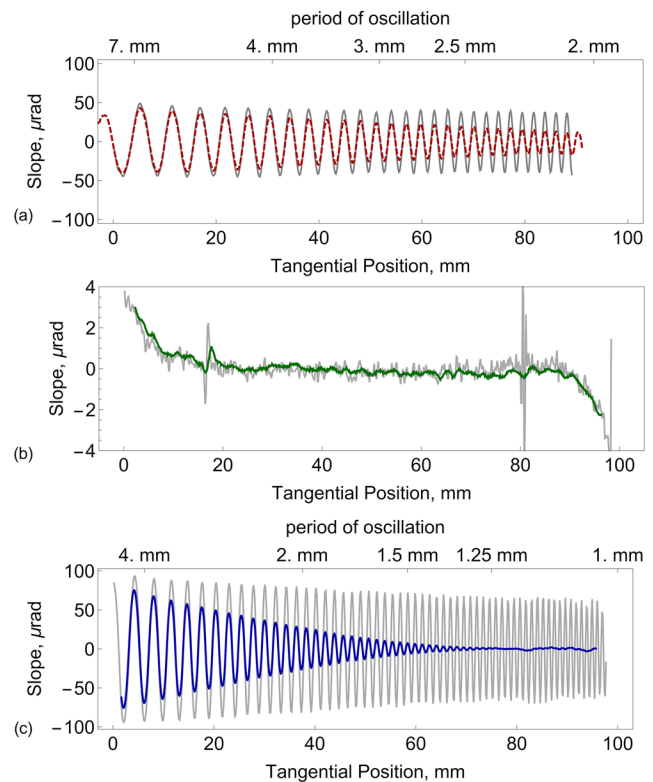 period of oscillation
7. mm 4. mm 3. mm 2.5 mm 2. mm
100
50
0
−50
−100
Slope, μrad
(a)
0 20 40 60 80 100
Tangential Position, mm
4
2
0
−2
−4
Slope, μrad
(b)
0 20 40 60 80 100
Tangential Position, mm
period of oscillation
4. mm 2. mm 1.5 mm 1.25 mm 1. mm
100
50
0
−50
−100
Slope, μrad
(c)
0 20 40 60 80 100
Tangential Position, mm